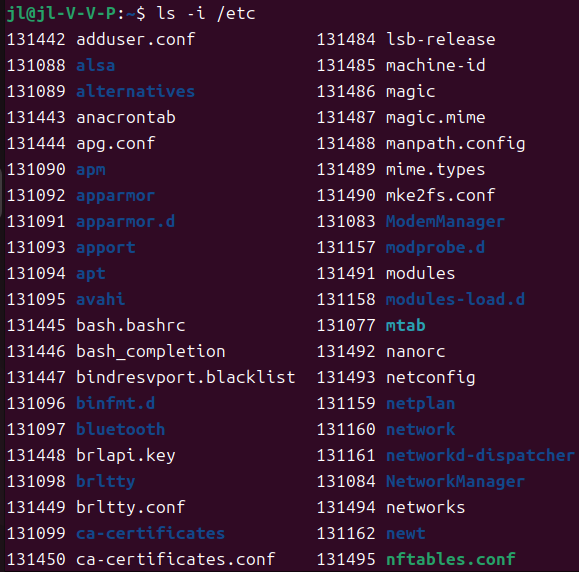 jl@jl-V-V-P:~$ ls -i /etc
131442 adduser.conf 131484 lsb-release
131088 alsa 131485 machine-id
131089 alternatives 131486 magic
131443 anacrontab 131487 magic.mime
131444 apg.conf 131488 manpath.config
131090 apm 131489 mime.types
131092 apparmor 131490 mke2fs.conf
131091 apparmor.d 131083 ModemManager
131093 apport 131157 modprobe.d
131094 apt 131491 modules
131095 avahi 131158 modules-load.d
131445 bash.bashrc 131077 mtab
131446 bash_completion 131492 nanorc
131447 bindresvport.blacklist 131493 netconfig
131096 binfmt.d 131159 netplan
131097 bluetooth 131160 network
131448 brlapi.key 131161 networkd-dispatcher
131098 brltty 131084 NetworkManager
131449 brltty.conf 131494 networks
131099 ca-certificates 131162 newt
131450 ca-certificates.conf 131495 nftables.conf